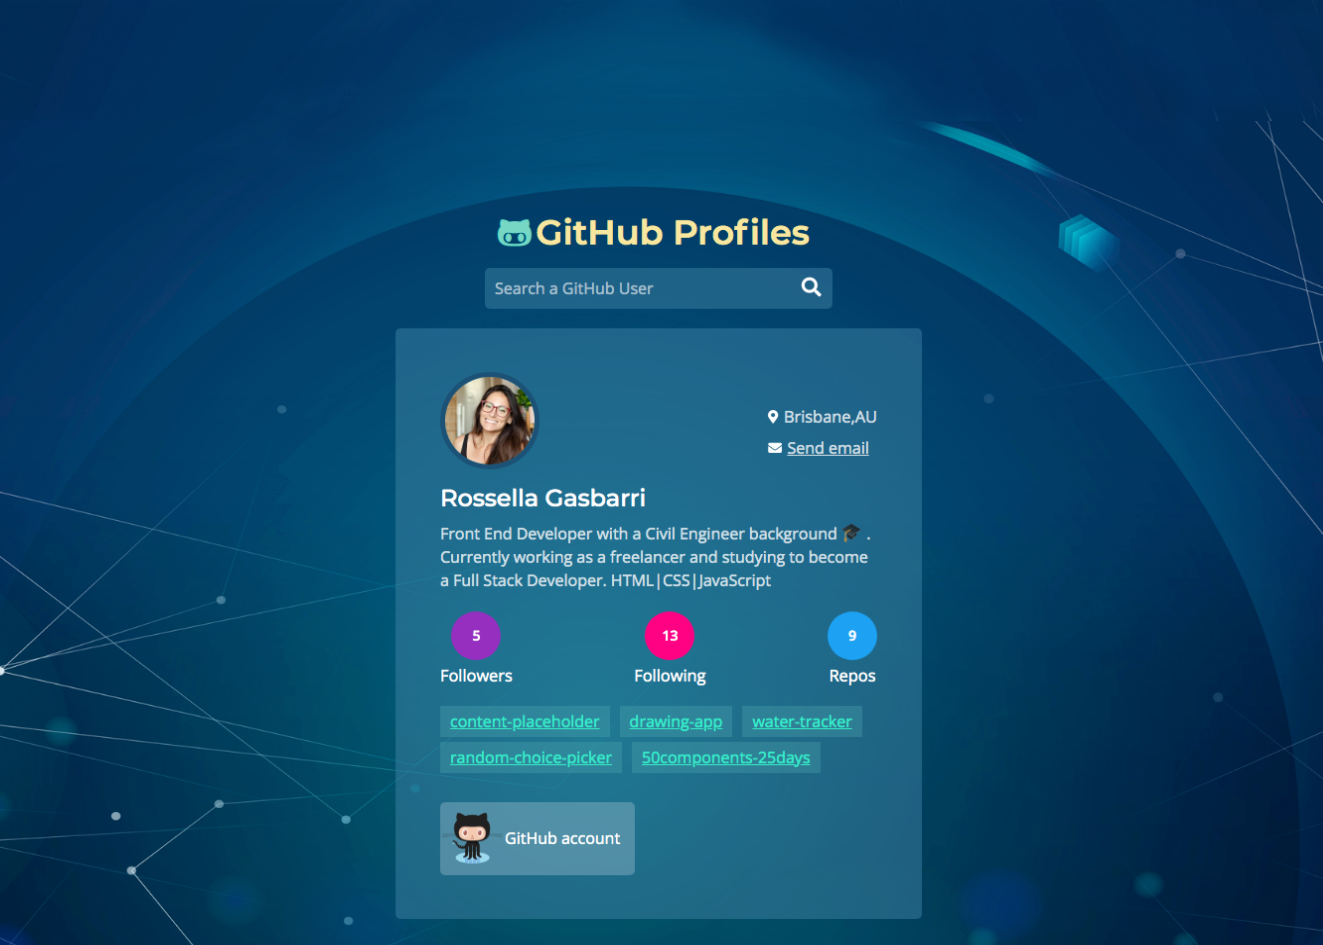 GitHub Profiles
Search a GitHub User
Brisbane,AU
Send email
Rossella Gasbarri
Front End Developer with a Civil Engineer background 🎓 .
Currently working as a freelancer and studying to become
a Full Stack Developer. HTML|CSS|JavaScript
5 13 9
Followers Following Repos
content-placeholder drawing-app water-tracker
random-choice-picker 50components-25days
GitHub account